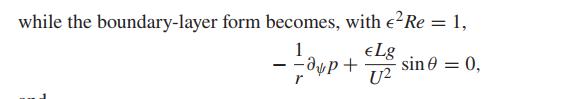 while the boundary-layer form becomes, with ϵ²Re = 1,
− 1/r ∂ψp + ϵLg/U² sin θ = 0,